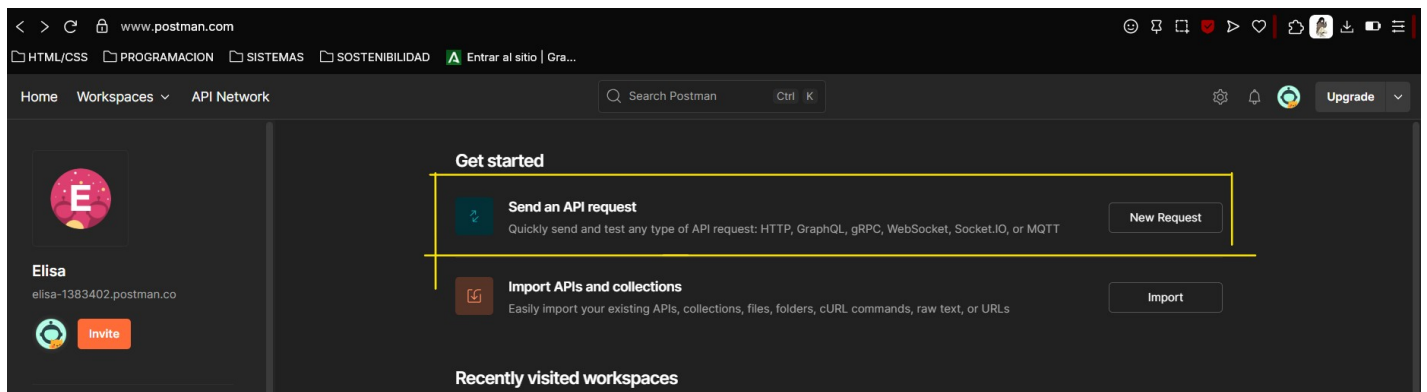 www.postman.com
HTML/CSS PROGRAMACION SISTEMAS SOSTENIBILIDAD Entrar al sitio | Gra...
Home Workspaces API Network Search Postman Ctrl K Upgrade
Get started
E
Send an API request
New Request
Quickly send and test any type of API request: HTTP, GraphQL, gRPC, WebSocket, Socket.IO, or MQTT
Elisa
elisa-1383402.postman.co
Invite
Import APIs and collections
Import
Easily import your existing APIs, collections, files, folders, cURL commands, raw text, or URLs
Recently visited workspaces